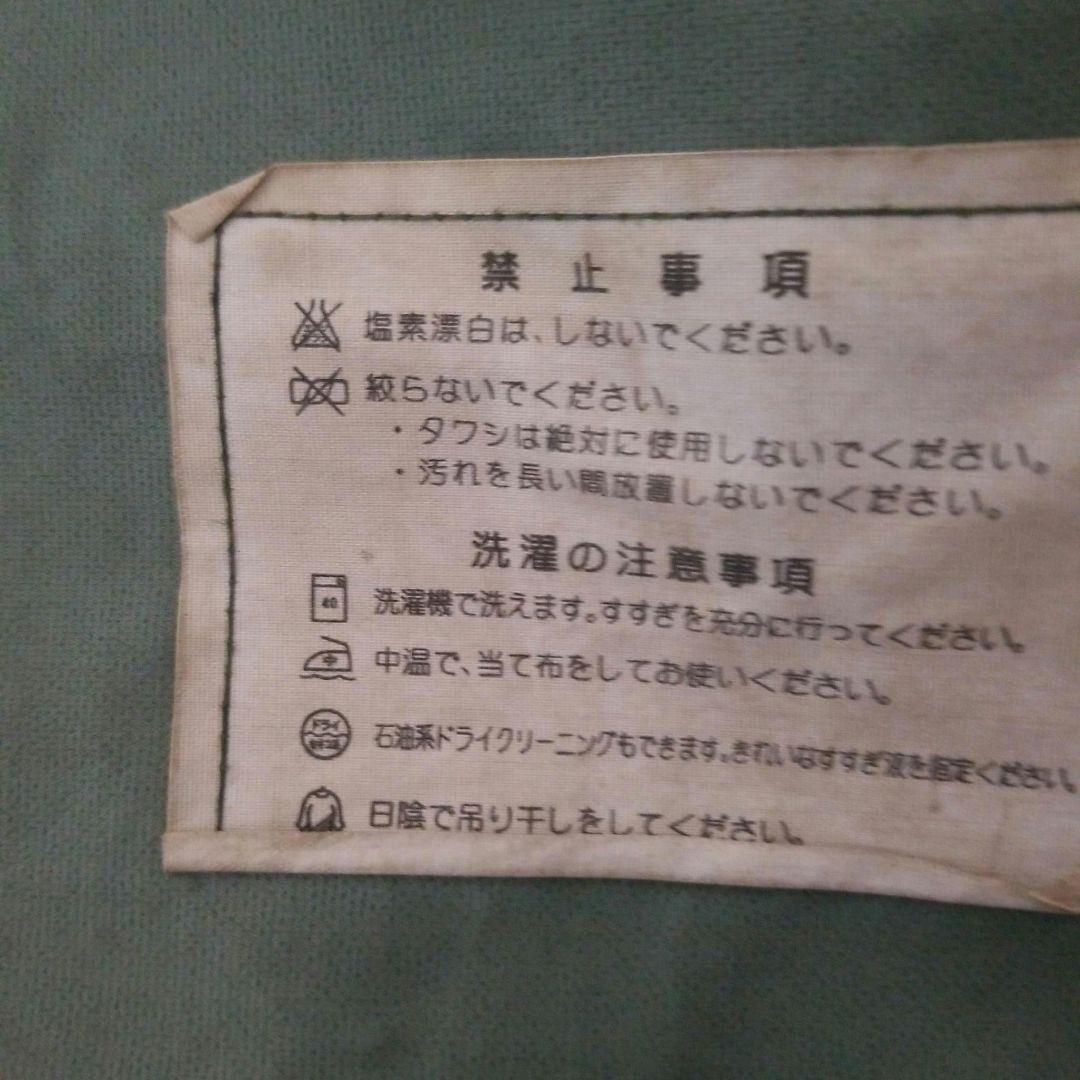 禁止事項
塩素漂白は、しないでください。
絞らないでください。
・タワシは絶対に使用しないでください。
・汚れを長い間放置しないでください。
洗濯の注意事項
40 洗濯機で洗えます。すすぎを充分に行ってください。
中 中温で、当て布をしてお使いください。
ドライ 石油系ドライクリーニングもできます。きれいなすすぎ液を指定ください。
日陰で吊り干しをしてください。